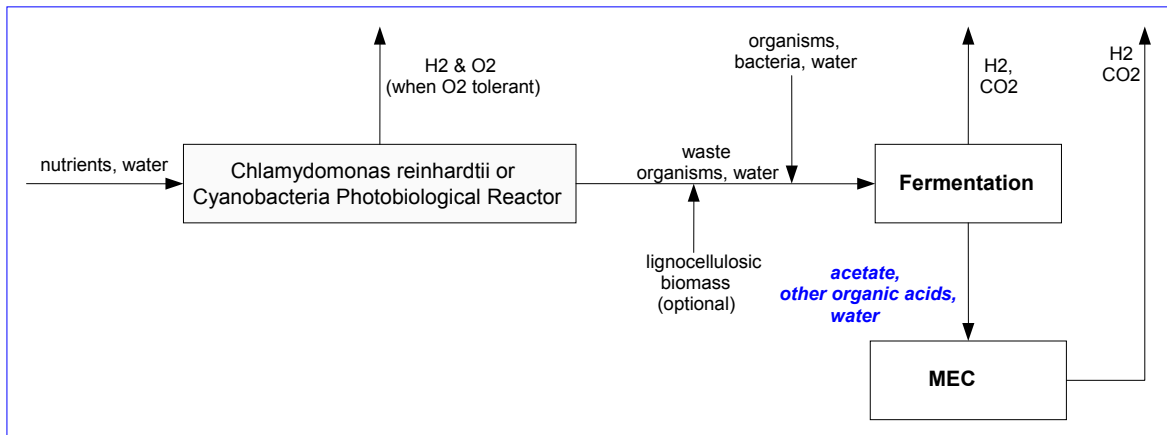 nutrients, water
H2 & O2
(when O2 tolerant)
Chlamydomonas reinhardtii or
Cyanobacteria Photobiological Reactor
waste
organisms, water
lignocellulosic
biomass
(optional)
organisms,
bacteria, water
H2,
CO2
Fermentation
acetate,
other organic acids,
water
MEC
H2
CO2